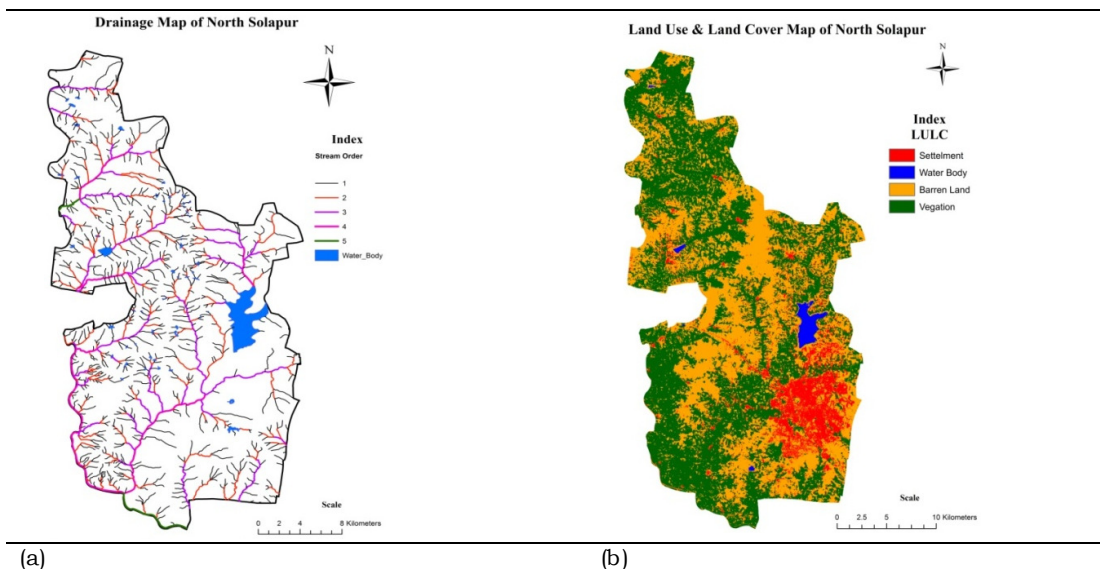 Drainage Map of North Solapur
N
Index
Stream Order
1
2
3
4
5
Water_Body
Scale
0 2 4 8 Kilometers
(a)
Land Use & Land Cover Map of North Solapur
N
Index
LULC
Settelment
Water Body
Barren Land
Vegation
Scale
0 2.5 5 10 Kilometers
(b)